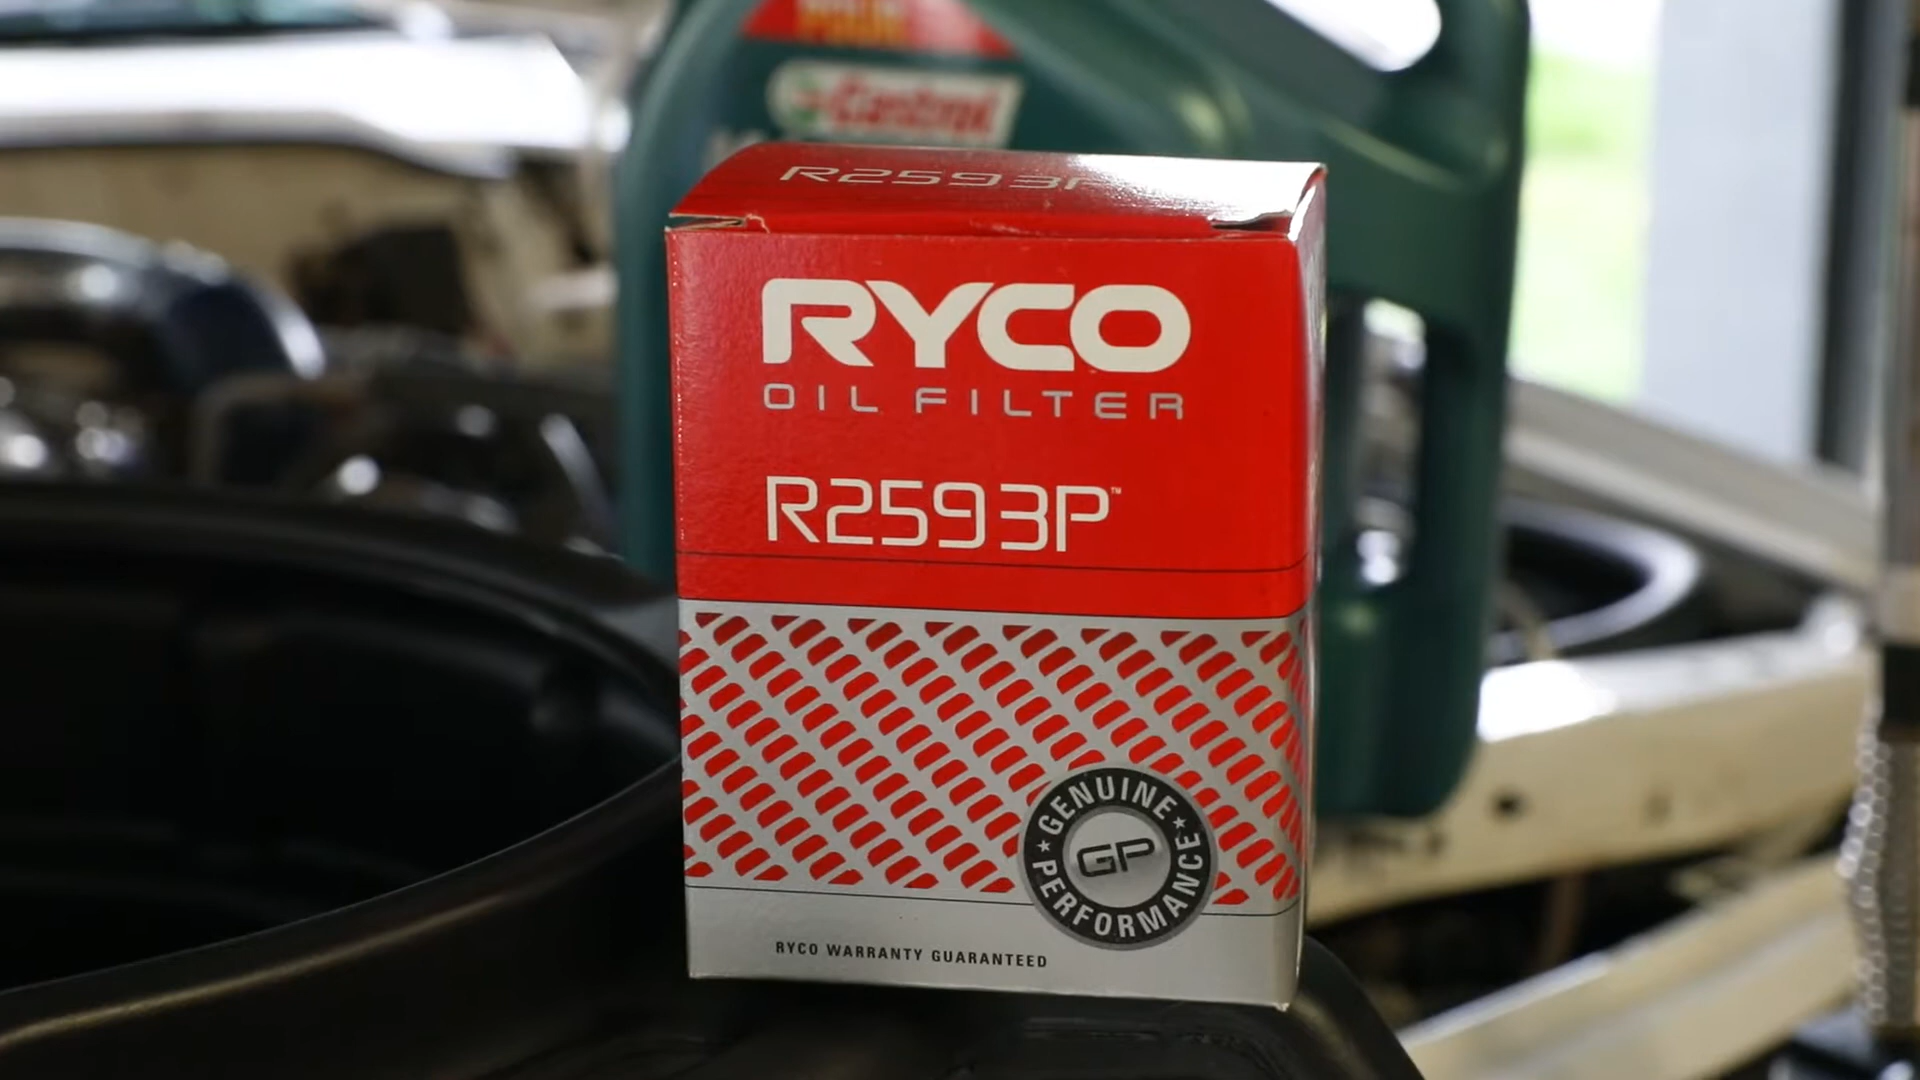 Castrol
R2593P
RYCO
OIL FILTER
R2593P™
GENUINE
GP
PERFORMANCE
RYCO WARRANTY GUARANTEED